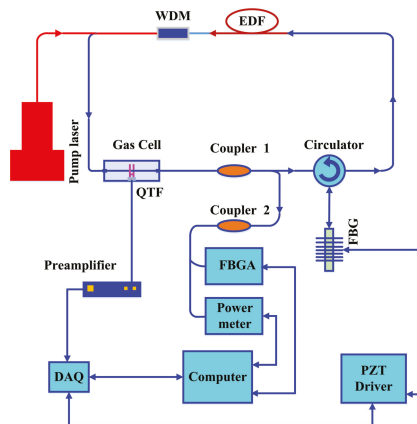 WDM
EDF
Pump laser
Gas Cell
QTF
Coupler 1
Circulator
Coupler 2
FBG
FBGA
Preamplifier
Power
meter
DAQ
Computer
PZT
Driver